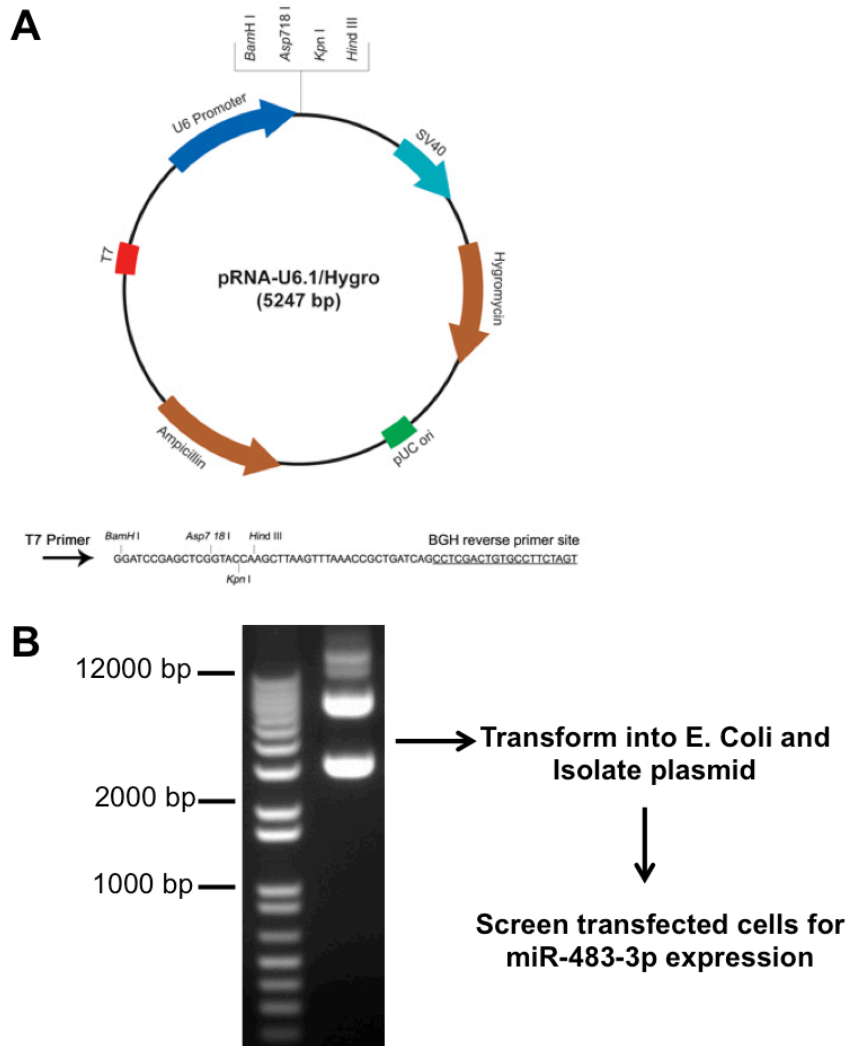 A
BamH I
Asp718 I
Kpn I
Hind III
U6 Promoter
SV40
T7
Hygromycin
pRNA-U6.1/Hygro
(5247 bp)
Ampicillin
pUC ori
T7 Primer
BamH I
Asp7 18 I
Hind III
BGH reverse primer site
GGATCCGAGCTCGGTACCAAGCTTAAGTTTAAACCGCTGATCAGCCTCGACTGTGCCTTCTAGT
Kpn I
B
12000 bp
2000 bp
1000 bp
Transform into E. Coli and
Isolate plasmid
Screen transfected cells for
miR-483-3p expression